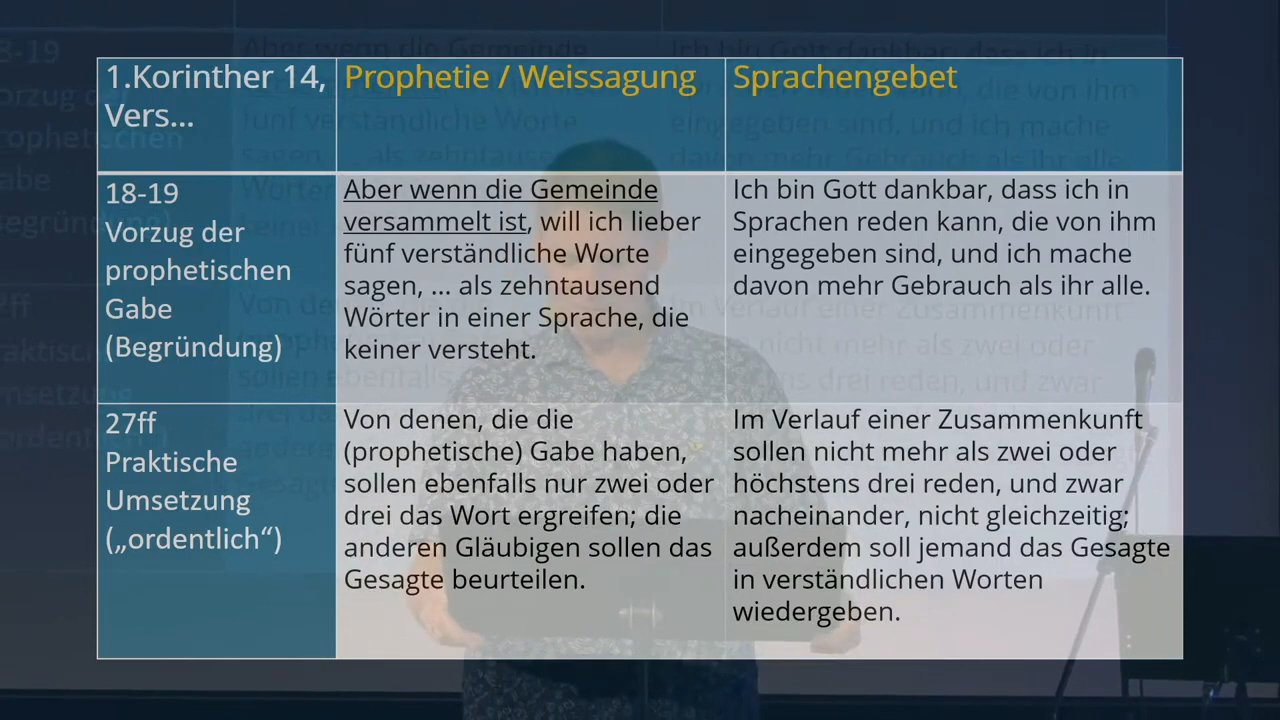 1.Korinther 14,
Vers...
Prophetie / Weissagung
Sprachengebet
18-19
Vorzug der
prophetischen
Gabe
(Begründung)
Aber wenn die Gemeinde
versammelt ist, will ich lieber
fünf verständliche Worte
sagen, ... als zehntausend
Wörter in einer Sprache, die
keiner versteht.
Ich bin Gott dankbar, dass ich in
Sprachen reden kann, die von ihm
eingegeben sind, und ich mache
davon mehr Gebrauch als ihr alle.
27ff
Praktische
Umsetzung
(„ordentlich“)
Von denen, die die
(prophetische) Gabe haben,
sollen ebenfalls nur zwei oder
drei das Wort ergreifen; die
anderen Gläubigen sollen das
Gesagte beurteilen.
Im Verlauf einer Zusammenkunft
sollen nicht mehr als zwei oder
höchstens drei reden, und zwar
nacheinander, nicht gleichzeitig;
außerdem soll jemand das Gesagte
in verständlichen Worten
wiedergeben.